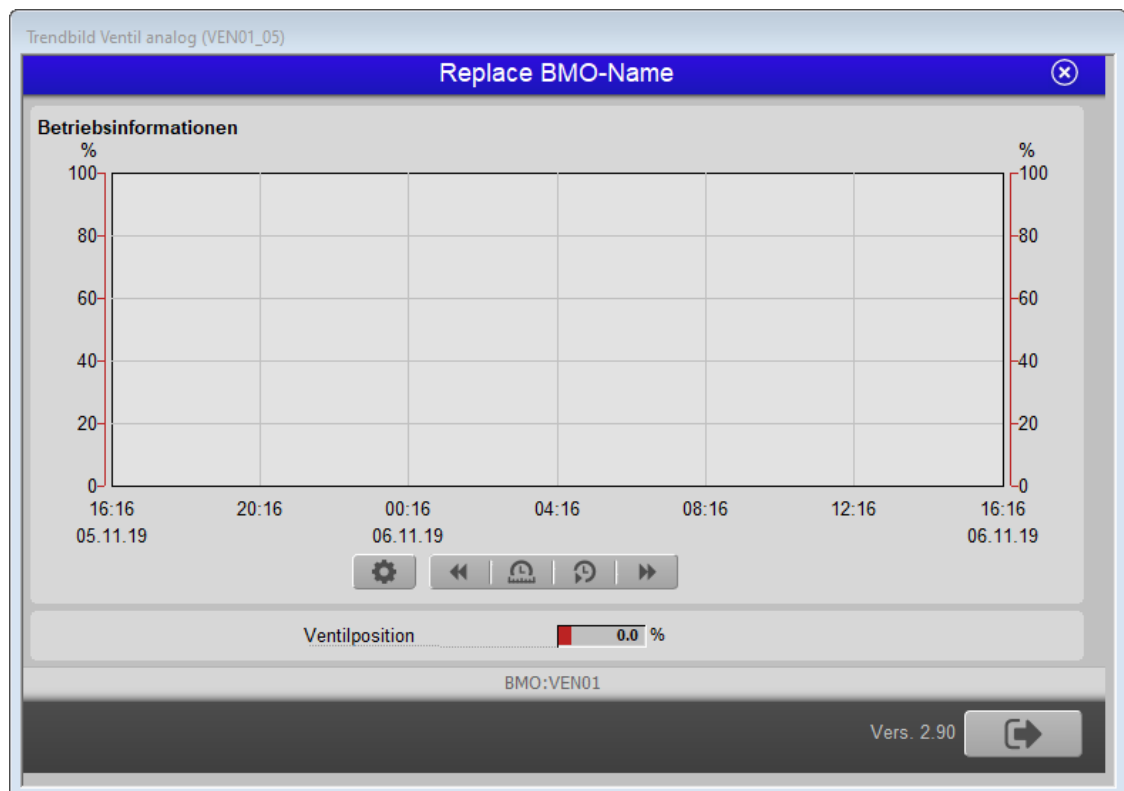 Trendbild Ventil analog (VEN01_05)
Replace BMO-Name
Betriebsinformationen
% %
100 100
80 80
60 60
40 40
20 20
0 0
16:16 20:16 00:16 04:16 08:16 12:16 16:16
05.11.19 06.11.19 06.11.19
Ventilposition 0.0 %
BMO:VEN01
Vers. 2.90